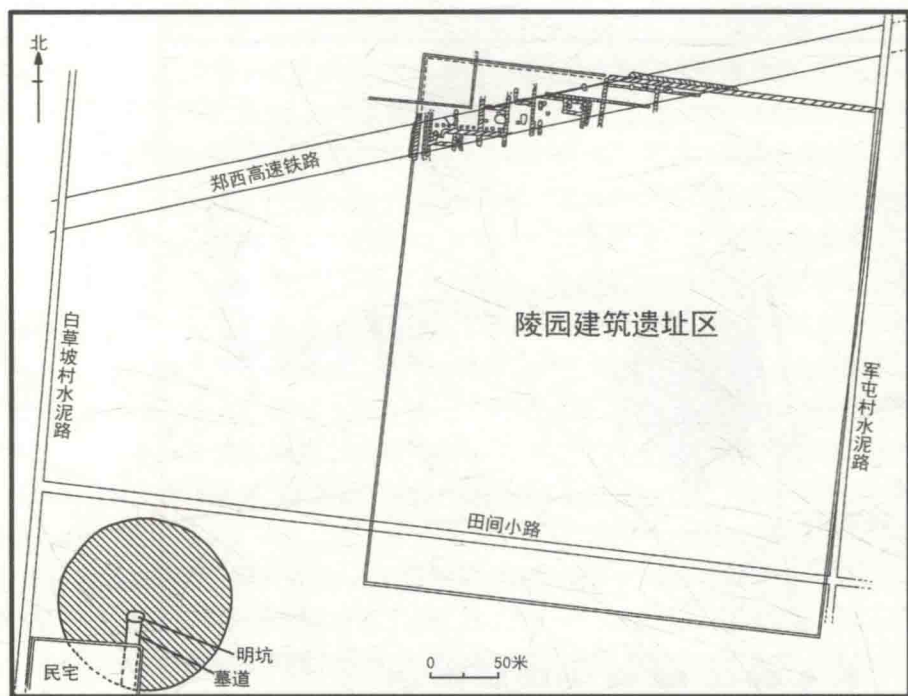 北
郑西高速铁路
陵园建筑遗址区
白草坡村水泥路
军屯村水泥路
田间小路
明坑
墓道
民宅
0 50米